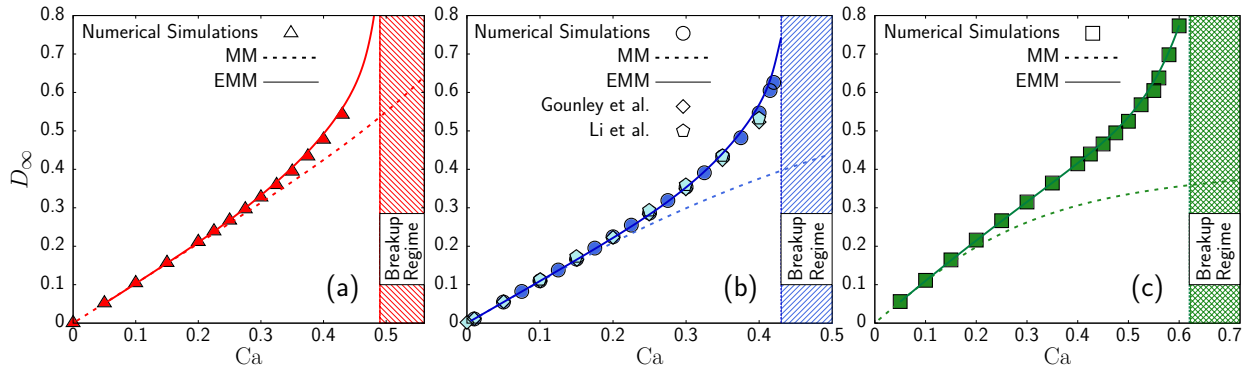 Numerical Simulations
MM
EMM
D∞
0.8
0.7
0.6
0.5
0.4
0.3
0.2
0.1
0
Breakup
Regime
(a)
0 0.1 0.2 0.3 0.4 0.5
Ca
Numerical Simulations
MM
EMM
Gounley et al.
Li et al.
0.8
0.7
0.6
0.5
0.4
0.3
0.2
0.1
0
Breakup
Regime
(b)
0 0.1 0.2 0.3 0.4 0.5
Ca
Numerical Simulations
MM
EMM
0.8
0.7
0.6
0.5
0.4
0.3
0.2
0.1
0
Breakup
Regime
(c)
0 0.1 0.2 0.3 0.4 0.5 0.6 0.7
Ca